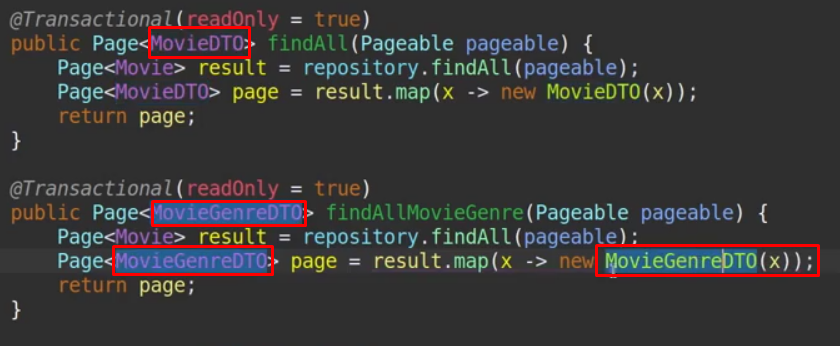 @Transactional(readOnly = true)
public Page<MovieDTO> findAll(Pageable pageable) {
    Page<Movie> result = repository.findAll(pageable);
    Page<MovieDTO> page = result.map(x -> new MovieDTO(x));
    return page;
}

@Transactional(readOnly = true)
public Page<MovieGenreDTO> findAllMovieGenre(Pageable pageable) {
    Page<Movie> result = repository.findAll(pageable);
    Page<MovieGenreDTO> page = result.map(x -> new MovieGenreDTO(x));
    return page;
}